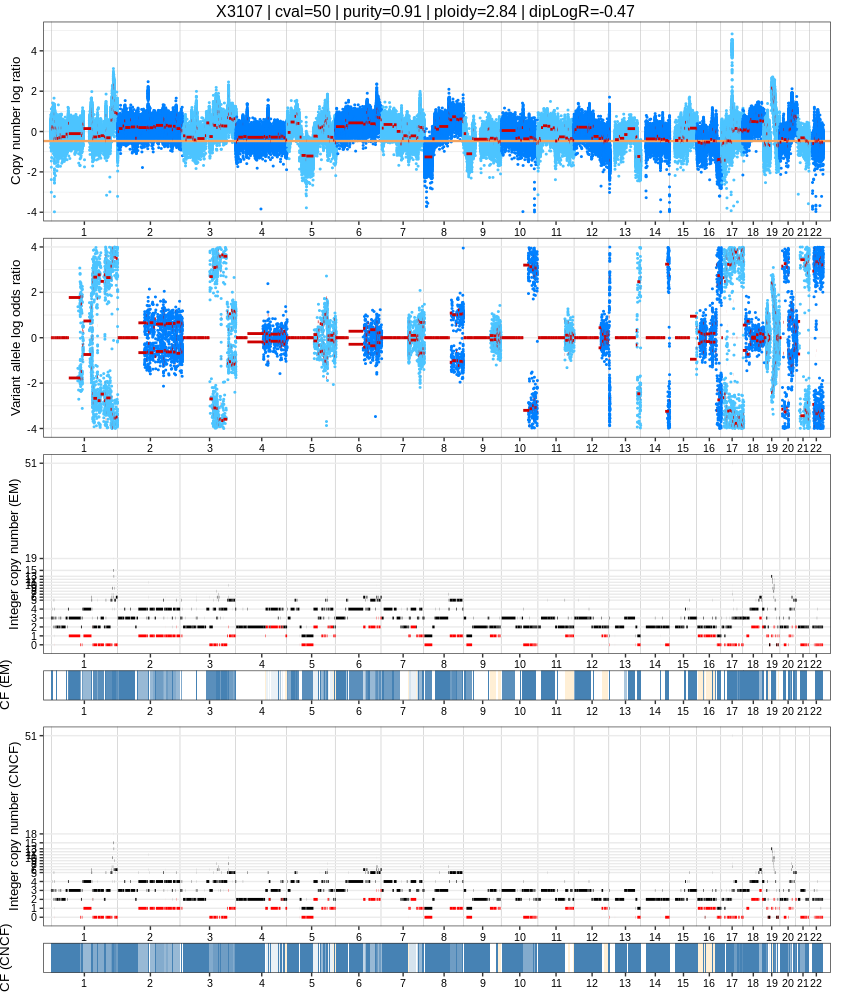 X3107 | cval=50 | purity=0.91 | ploidy=2.84 | dipLogR=-0.47
Copy number log ratio
4
2
0
-2
-4
1 2 3 4 5 6 7 8 9 10 11 12 13 14 15 16 17 18 19 20 21 22
Variant allele log odds ratio
4
2
0
-2
-4
1 2 3 4 5 6 7 8 9 10 11 12 13 14 15 16 17 18 19 20 21 22
Integer copy number (EM)
51
19
15
4
3
2
1
0
1 2 3 4 5 6 7 8 9 10 11 12 13 14 15 16 17 18 19 20 21 22
CF (EM)
1 2 3 4 5 6 7 8 9 10 11 12 13 14 15 16 17 18 19 20 21 22
Integer copy number (CNCF)
51
18
15
4
3
2
1
0
1 2 3 4 5 6 7 8 9 10 11 12 13 14 15 16 17 18 19 20 21 22
CF (CNCF)
1 2 3 4 5 6 7 8 9 10 11 12 13 14 15 16 17 18 19 20 21 22